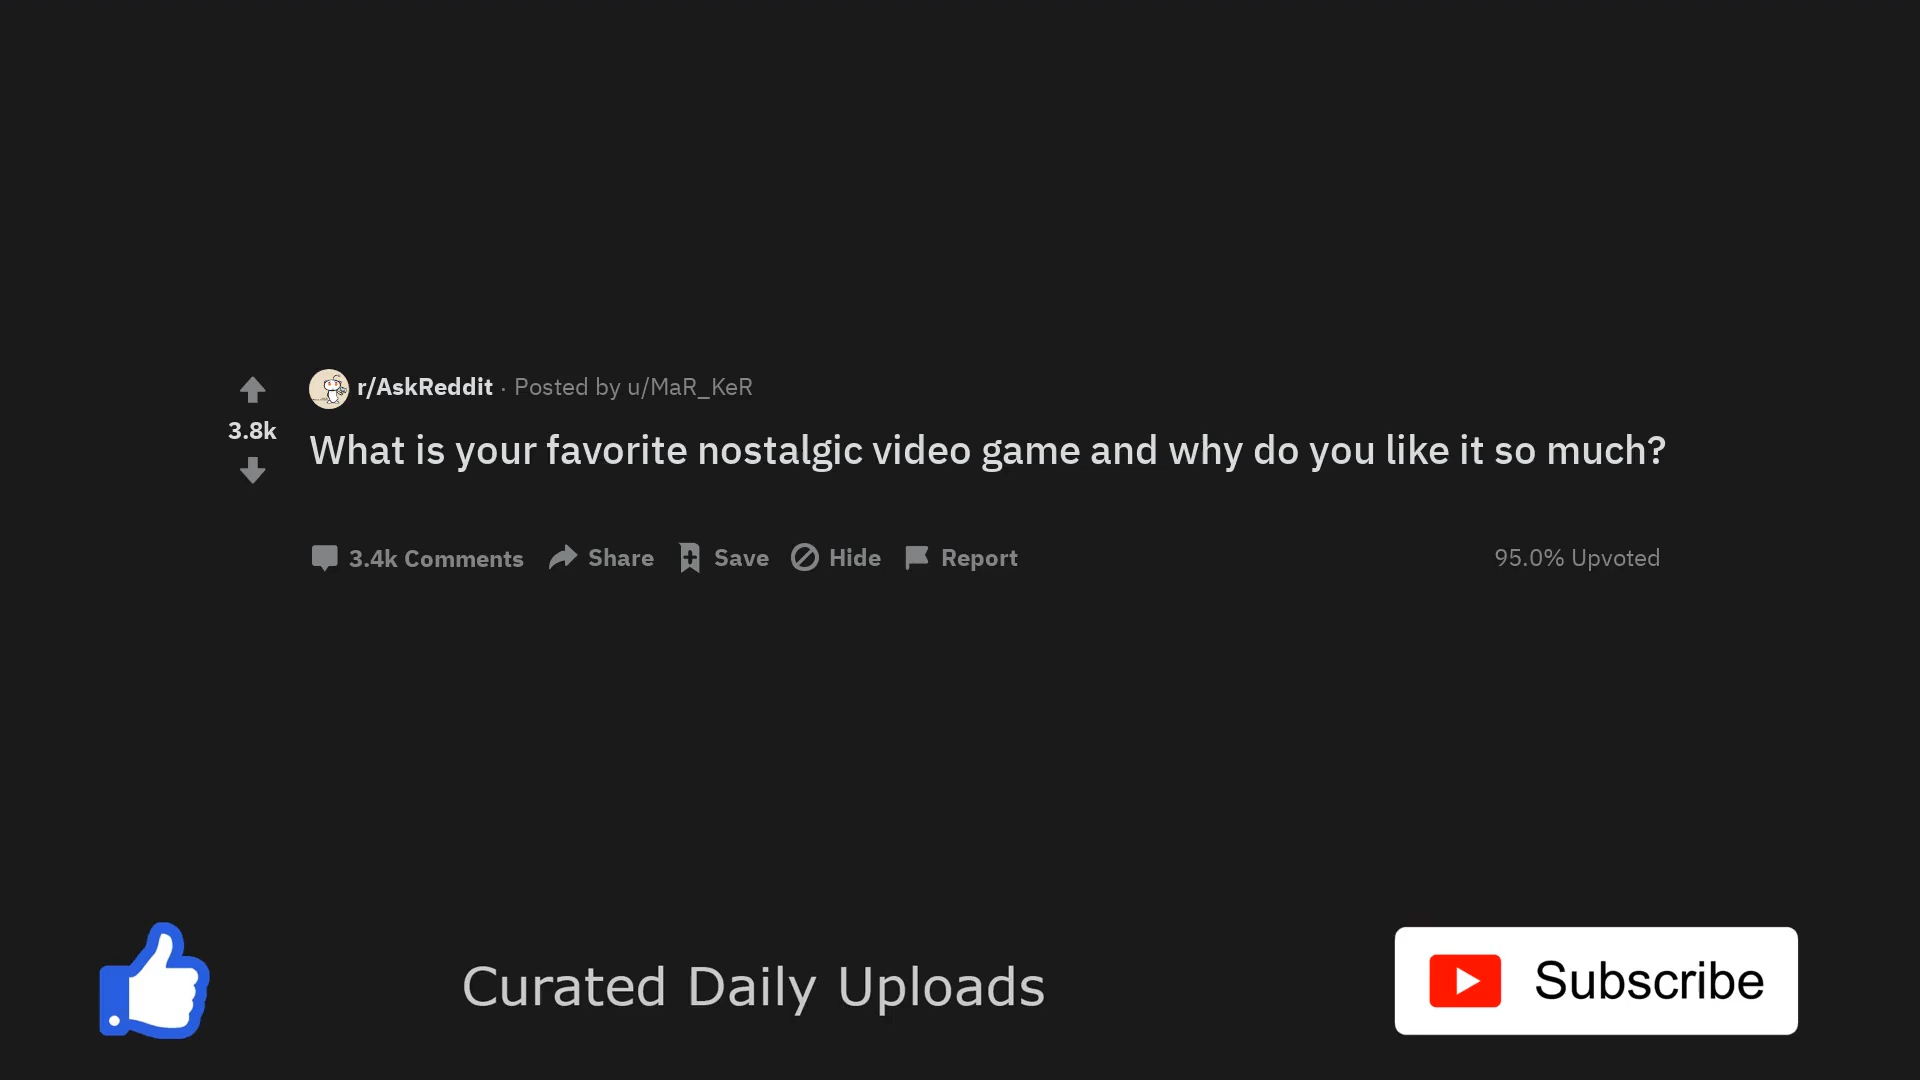 r/AskReddit · Posted by u/MaR_KeR
3.8k
What is your favorite nostalgic video game and why do you like it so much?
3.4k Comments Share Save Hide Report 95.0% Upvoted
Curated Daily Uploads Subscribe